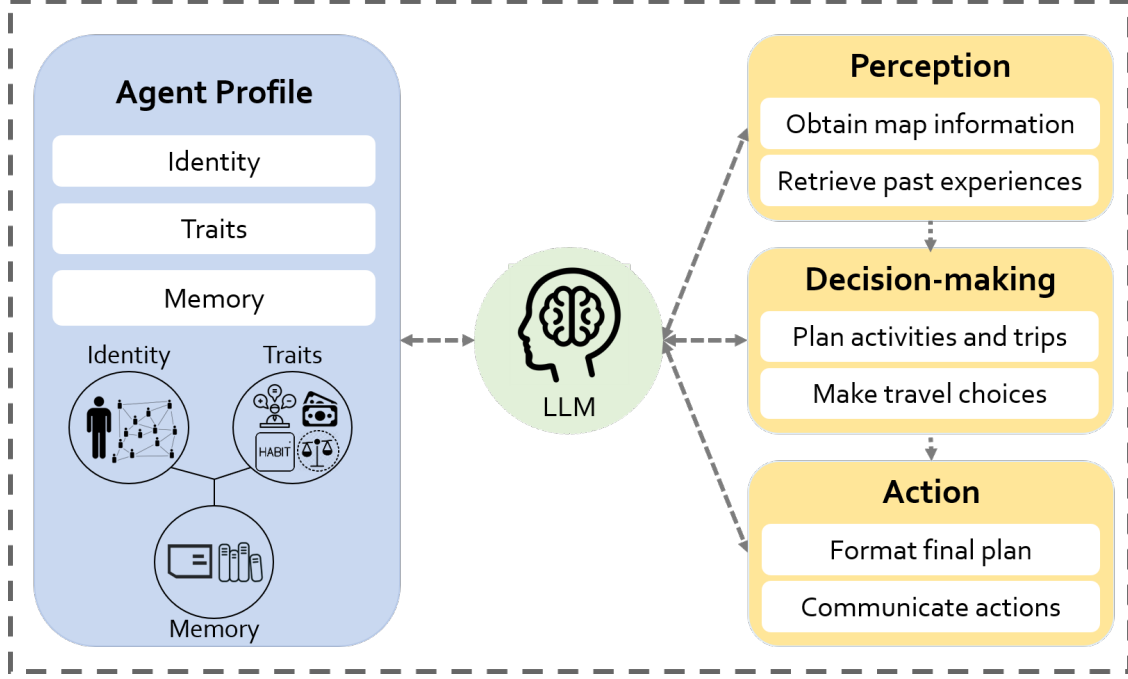 Agent Profile
Identity
Traits
Memory
Identity
Traits
HABIT
Memory
LLM
Perception
Obtain map information
Retrieve past experiences
Decision-making
Plan activities and trips
Make travel choices
Action
Format final plan
Communicate actions